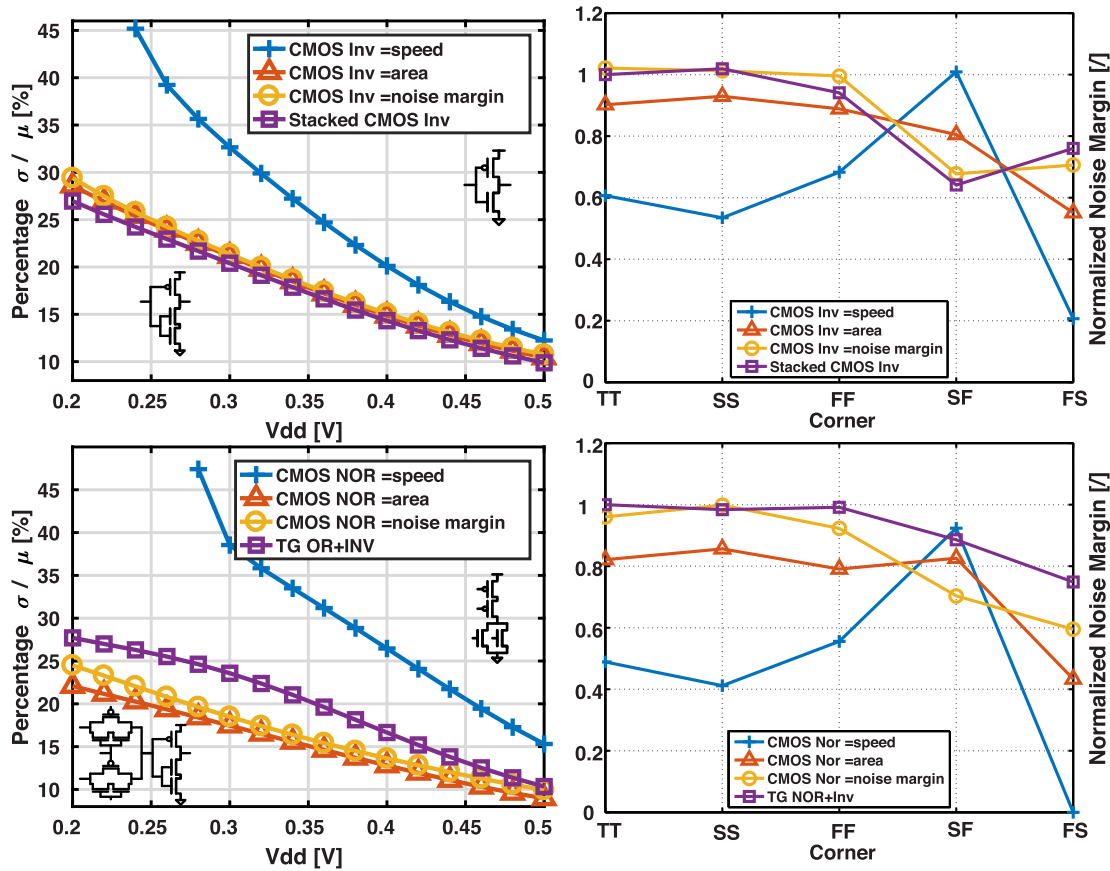 Percentage σ / μ [%]
45
40
35
30
25
20
15
10
0.2
0.25
0.3
0.35
0.4
0.45
0.5
Vdd [V]
CMOS Inv =speed
CMOS Inv =area
CMOS Inv =noise margin
Stacked CMOS Inv
1.2
1
0.8
0.6
0.4
0.2
0
TT
SS
FF
SF
FS
Corner
Normalized Noise Margin [/]
CMOS Inv =speed
CMOS Inv =area
CMOS Inv =noise margin
Stacked CMOS Inv
Percentage σ / μ [%]
45
40
35
30
25
20
15
10
0.2
0.25
0.3
0.35
0.4
0.45
0.5
Vdd [V]
CMOS NOR =speed
CMOS NOR =area
CMOS NOR =noise margin
TG OR+INV
1.2
1
0.8
0.6
0.4
0.2
0
TT
SS
FF
SF
FS
Corner
Normalized Noise Margin [/]
CMOS Nor =speed
CMOS Nor =area
CMOS Nor =noise margin
TG NOR+Inv